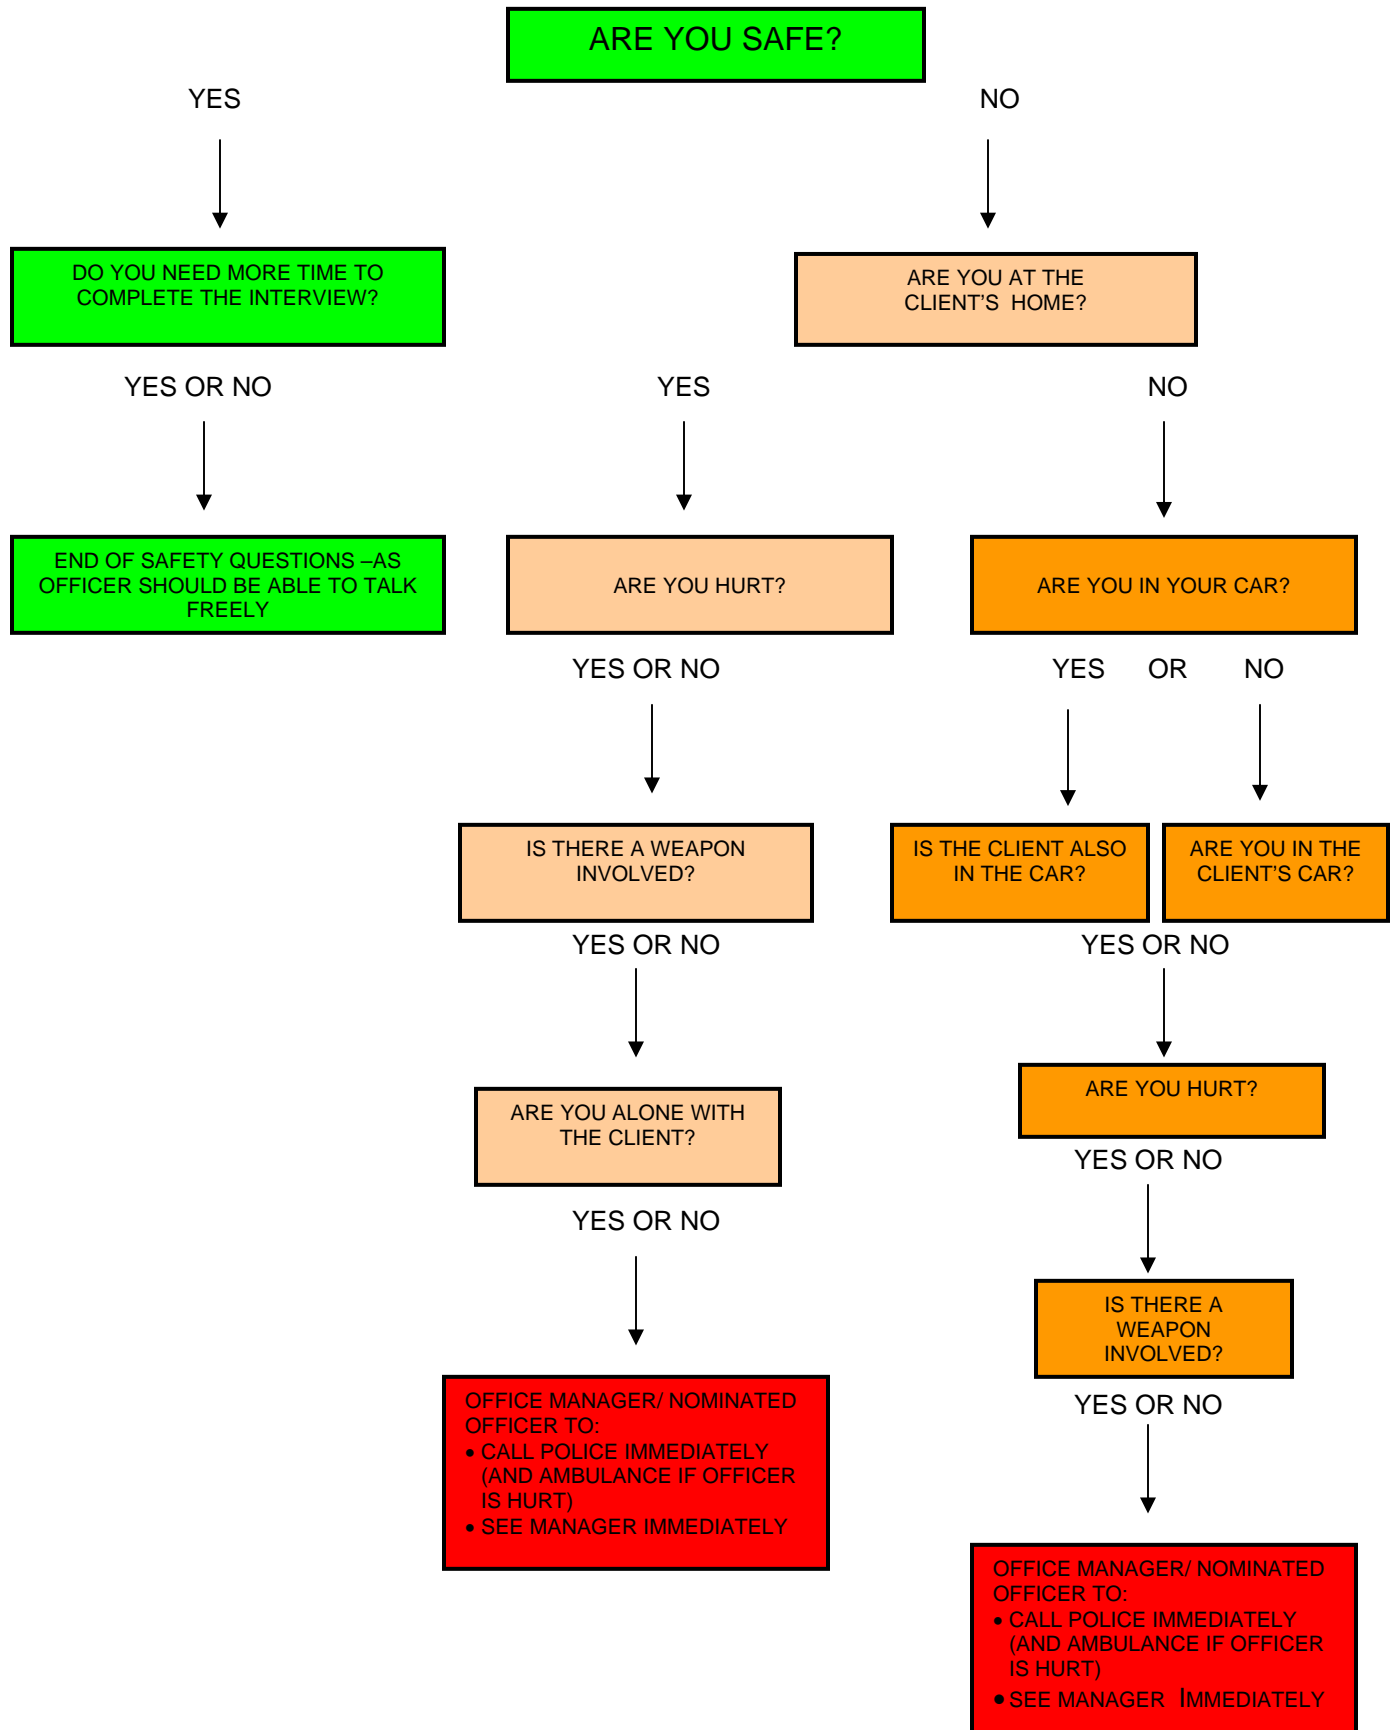 ARE YOU SAFE?
YES
NO
DO YOU NEED MORE TIME TO
COMPLETE THE INTERVIEW?
ARE YOU AT THE
CLIENT'S  HOME?
YES OR NO
YES
NO
END OF SAFETY QUESTIONS –AS
OFFICER SHOULD BE ABLE TO TALK
FREELY
ARE YOU HURT?
ARE YOU IN YOUR CAR?
YES OR NO
YES OR NO
IS THERE A WEAPON
INVOLVED?
IS THE CLIENT ALSO
IN THE CAR?
ARE YOU IN THE
CLIENT'S CAR?
YES OR NO
YES OR NO
ARE YOU ALONE WITH
THE CLIENT?
ARE YOU HURT?
YES OR NO
YES OR NO
IS THERE A
WEAPON
INVOLVED?
OFFICE MANAGER/ NOMINATED
OFFICER TO:
• CALL POLICE IMMEDIATELY
(AND AMBULANCE IF OFFICER
IS HURT)
• SEE MANAGER IMMEDIATELY
YES OR NO
OFFICE MANAGER/ NOMINATED
OFFICER TO:
• CALL POLICE IMMEDIATELY
(AND AMBULANCE IF OFFICER
IS HURT)
• SEE MANAGER IMMEDIATELY